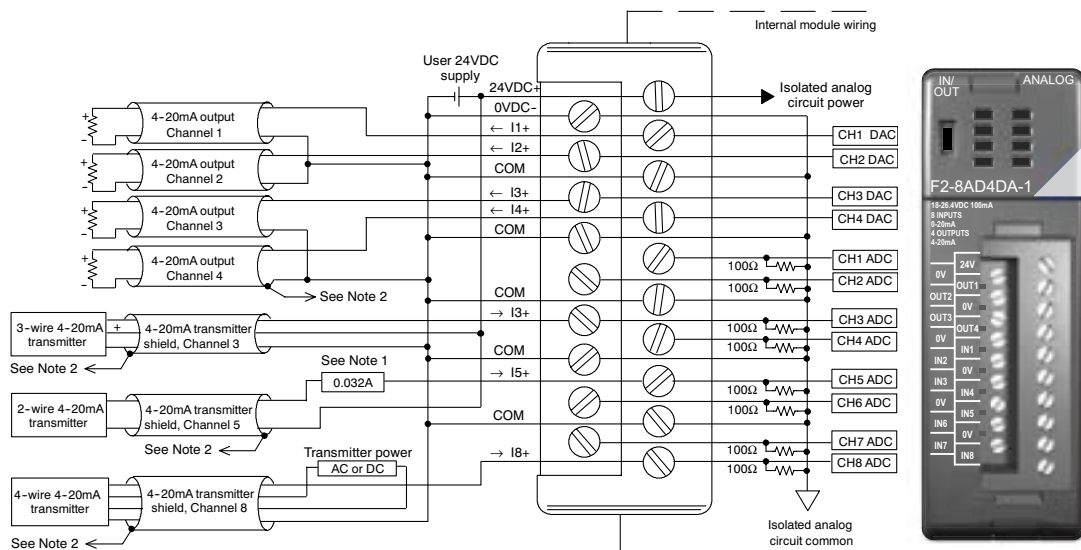 Internal module wiring
User 24VDC
supply
24VDC+
0VDC-
Isolated analog
circuit power
+
-
4-20mA output
Channel 1
← I1+
CH1 DAC
← I2+
CH2 DAC
+
-
4-20mA output
Channel 2
COM
← I3+
CH3 DAC
+
-
4-20mA output
Channel 3
← I4+
CH4 DAC
COM
+
-
4-20mA output
Channel 4
CH1 ADC
100Ω
CH2 ADC
100Ω
See Note 2
COM
3-wire 4-20mA
transmitter
+
4-20mA transmitter
shield, Channel 3
→ I3+
CH3 ADC
100Ω
CH4 ADC
100Ω
See Note 2
COM
See Note 1
0.032A
→ I5+
CH5 ADC
100Ω
CH6 ADC
100Ω
2-wire 4-20mA
transmitter
4-20mA transmitter
shield, Channel 5
COM
See Note 2
Transmitter power
AC or DC
→ I8+
CH7 ADC
100Ω
CH8 ADC
100Ω
4-wire 4-20mA
transmitter
4-20mA transmitter
shield, Channel 8
See Note 2
Isolated analog
circuit common
IN/
OUT
ANALOG
F2-8AD4DA-1
18-26.4VDC 100mA
8 INPUTS
0-20mA
4 OUTPUTS
4-20mA
24V
0V
OUT1
OUT2
0V
OUT3
OUT4
0V
IN1
IN2
0V
IN3
IN4
0V
IN5
IN6
0V
IN7
IN8